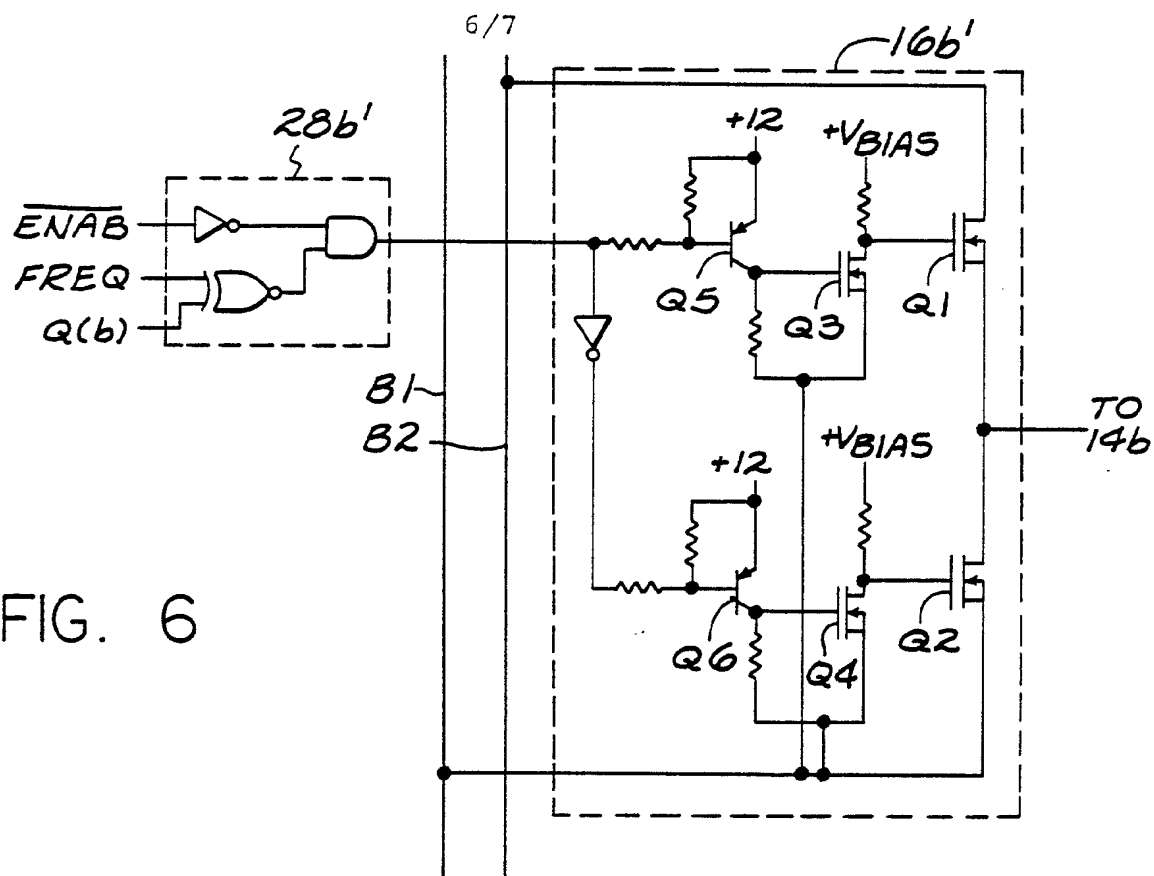 6/7
16b'
28b'
+12
+VBIAS
ENAB
FREQ
Q(b)
Q5
Q3
Q1
B1
B2
TO
14b
+12
+VBIAS
FIG. 6
Q6
Q4
Q2